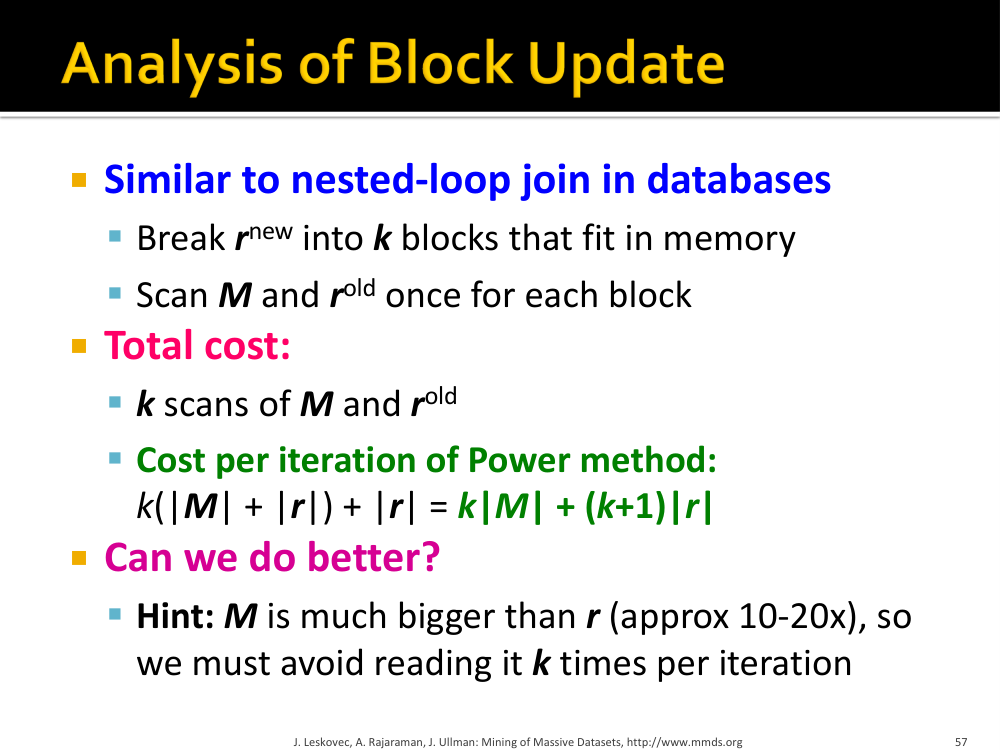 Analysis of Block Update
Similar to nested-loop join in databases
Break r^new into k blocks that fit in memory
Scan M and r^old once for each block
Total cost:
k scans of M and r^old
Cost per iteration of Power method:
k(|M| + |r|) + |r| = k|M| + (k+1)|r|
Can we do better?
Hint: M is much bigger than r (approx 10-20x), so
we must avoid reading it k times per iteration
J. Leskovec, A. Rajaraman, J. Ullman: Mining of Massive Datasets, http://www.mmds.org
57